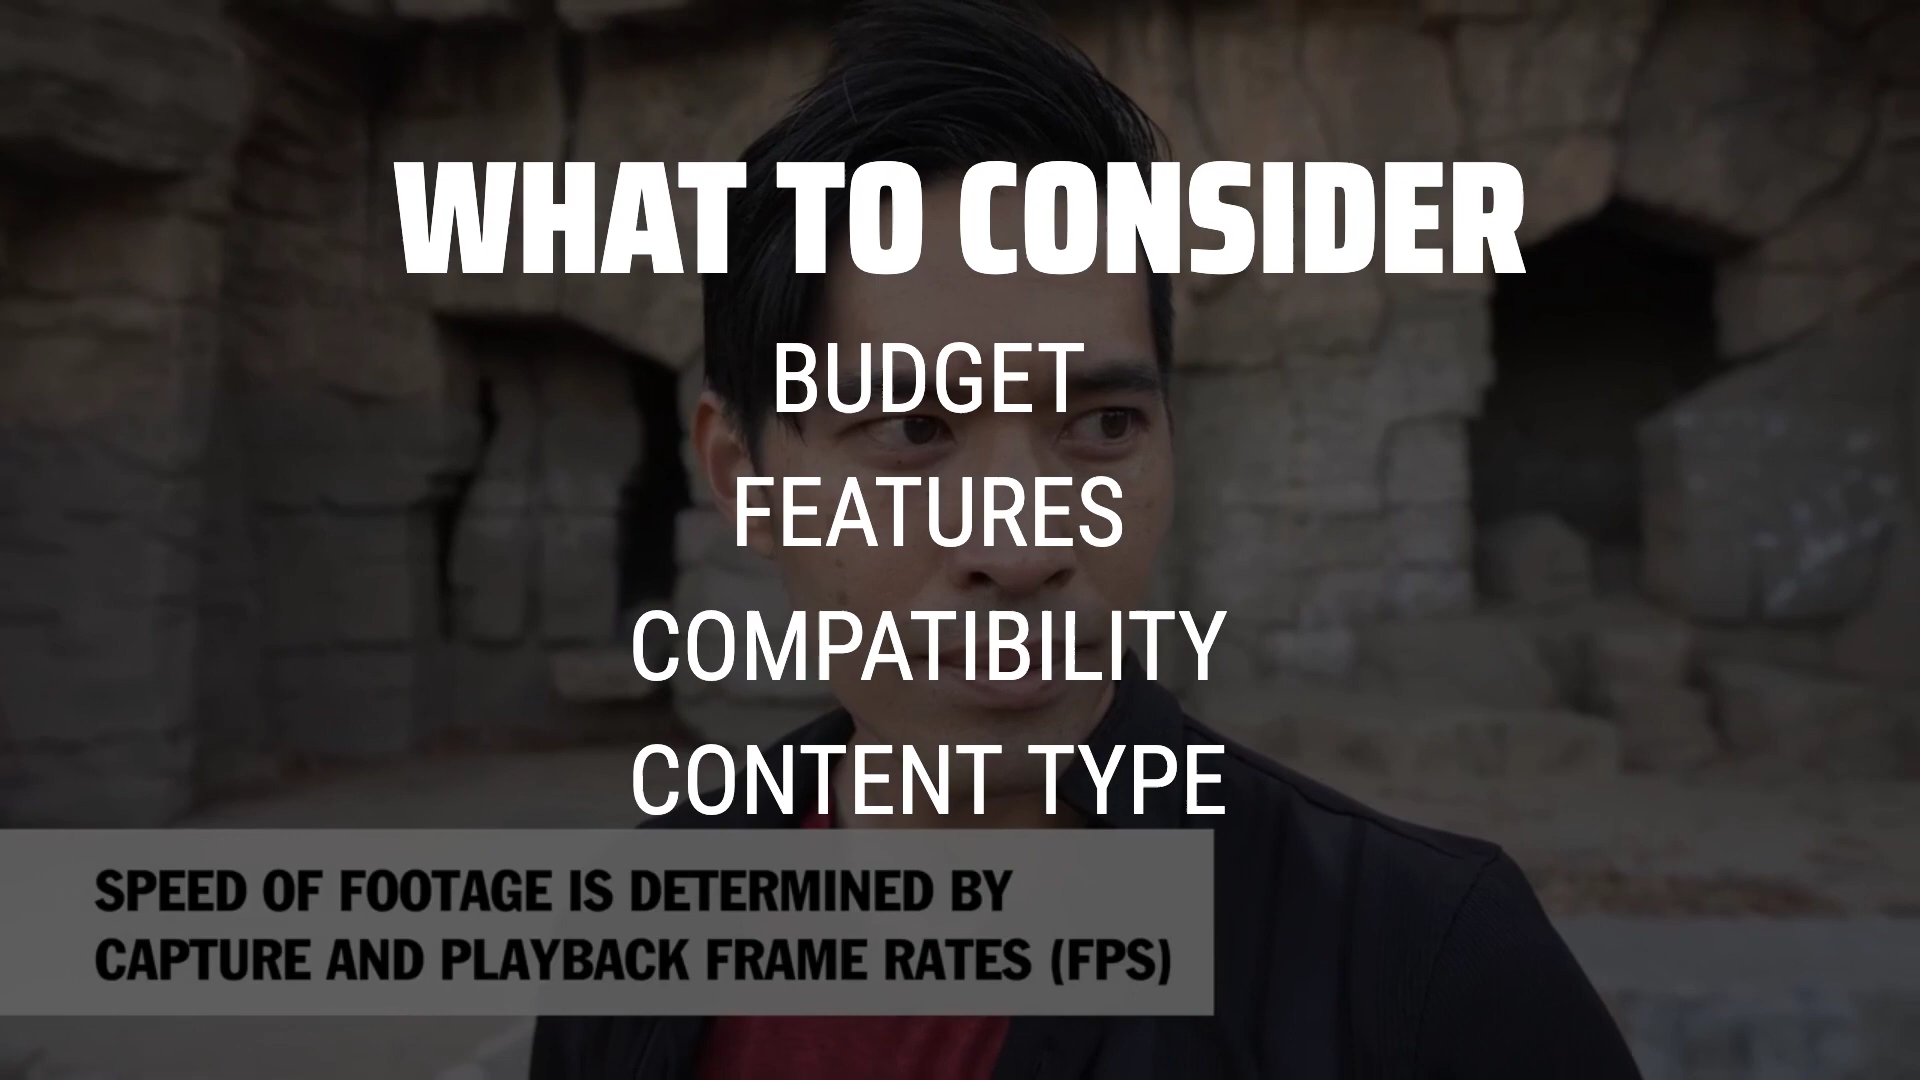 WHAT TO CONSIDER
BUDGET
FEATURES
COMPATIBILITY
CONTENT TYPE
SPEED OF FOOTAGE IS DETERMINED BY
CAPTURE AND PLAYBACK FRAME RATES (FPS)